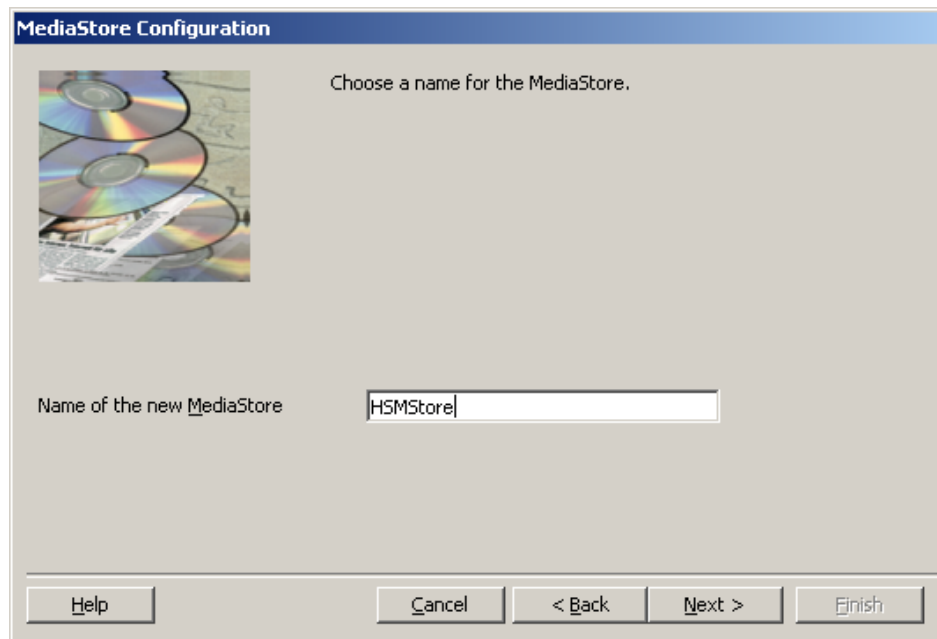 MediaStore Configuration
Choose a name for the MediaStore.
Name of the new MediaStore
HSMStore
Help
Cancel
< Back
Next >
Finish